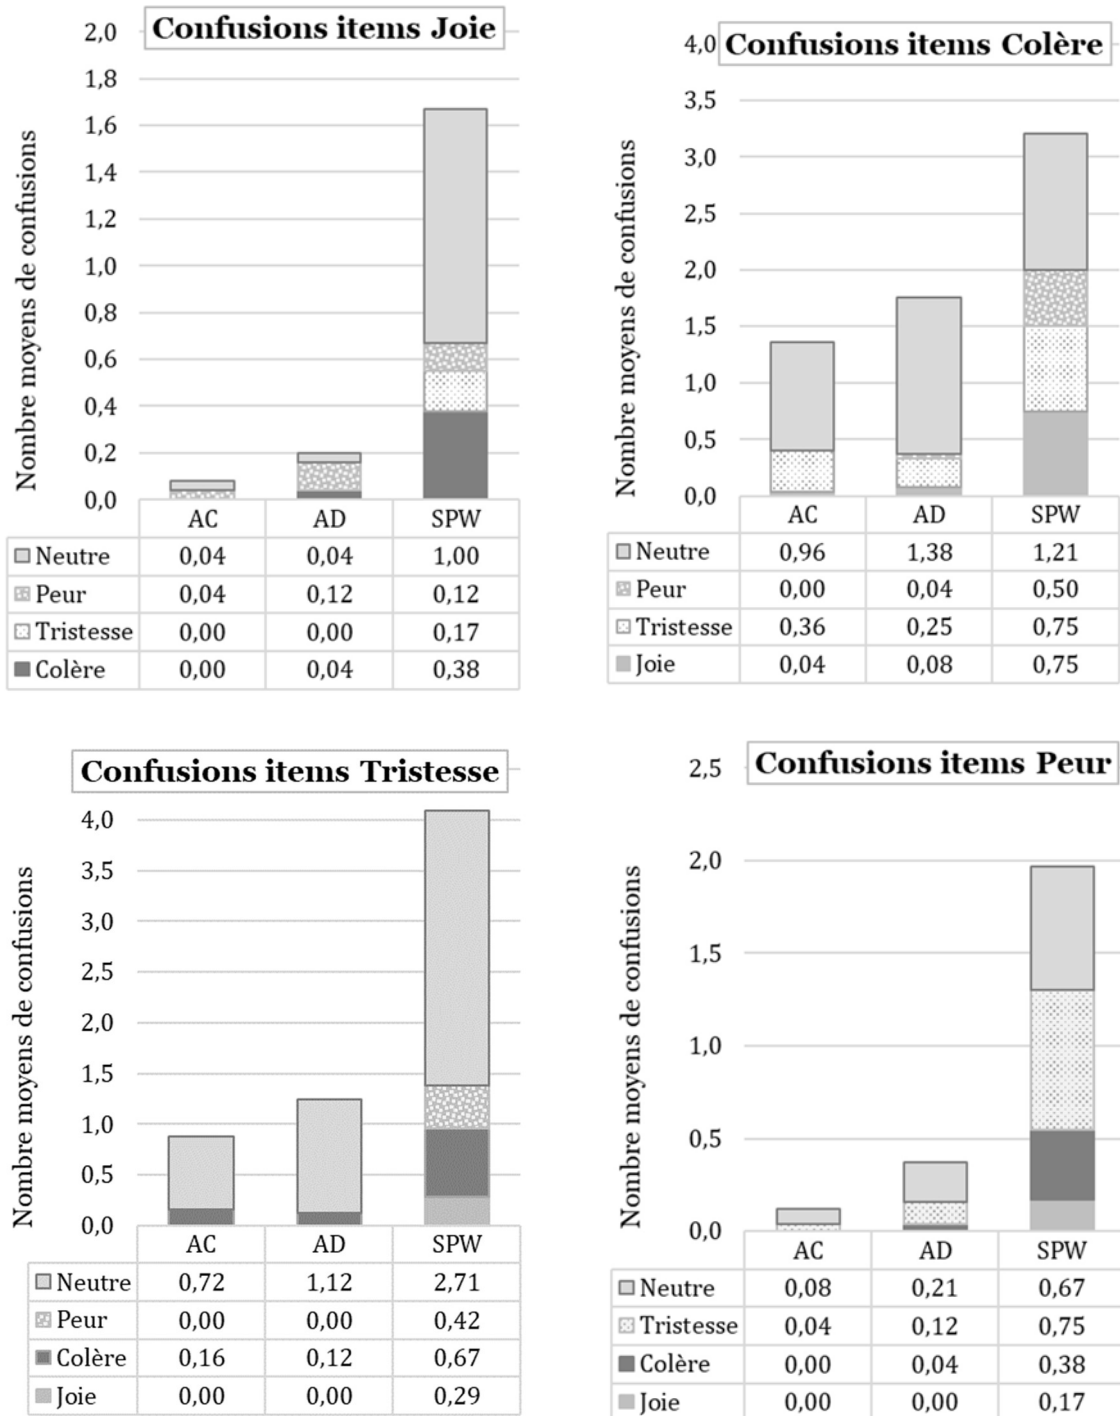 Confusions items Joie
Nombre moyens de confusions
2,0
1,8
1,6
1,4
1,2
1,0
0,8
0,6
0,4
0,2
0,0
AC AD SPW
Neutre 0,04 0,04 1,00
Peur 0,04 0,12 0,12
Tristesse 0,00 0,00 0,17
Colère 0,00 0,04 0,38
Confusions items Colère
Nombre moyens de confusions
4,0
3,5
3,0
2,5
2,0
1,5
1,0
0,5
0,0
AC AD SPW
Neutre 0,96 1,38 1,21
Peur 0,00 0,04 0,50
Tristesse 0,36 0,25 0,75
Joie 0,04 0,08 0,75
Confusions items Tristesse
Nombre moyens de confusions
4,0
3,5
3,0
2,5
2,0
1,5
1,0
0,5
0,0
AC AD SPW
Neutre 0,72 1,12 2,71
Peur 0,00 0,00 0,42
Colère 0,16 0,12 0,67
Joie 0,00 0,00 0,29
Confusions items Peur
Nombre moyens de confusions
2,5
2,0
1,5
1,0
0,5
0,0
AC AD SPW
Neutre 0,08 0,21 0,67
Tristesse 0,04 0,12 0,75
Colère 0,00 0,04 0,38
Joie 0,00 0,00 0,17